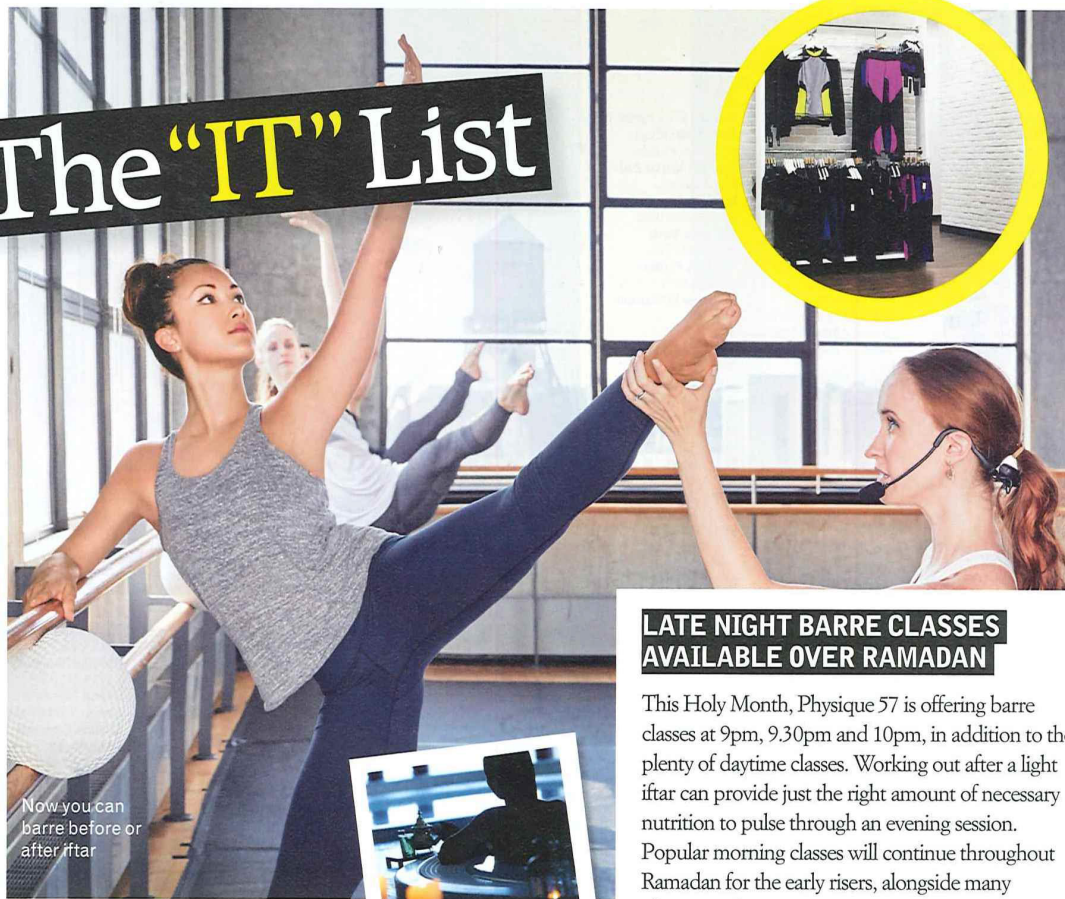 The "IT" List
LATE NIGHT BARRE CLASSES
AVAILABLE OVER RAMADAN
This Holy Month, Physique 57 is offering barre
classes at 9pm, 9.30pm and 10pm, in addition to the
plenty of daytime classes. Working out after a light
iftar can provide just the right amount of necessary
nutrition to pulse through an evening session.
Popular morning classes will continue throughout
Ramadan for the early risers, alongside many
Now you can
barre before or
after iftar